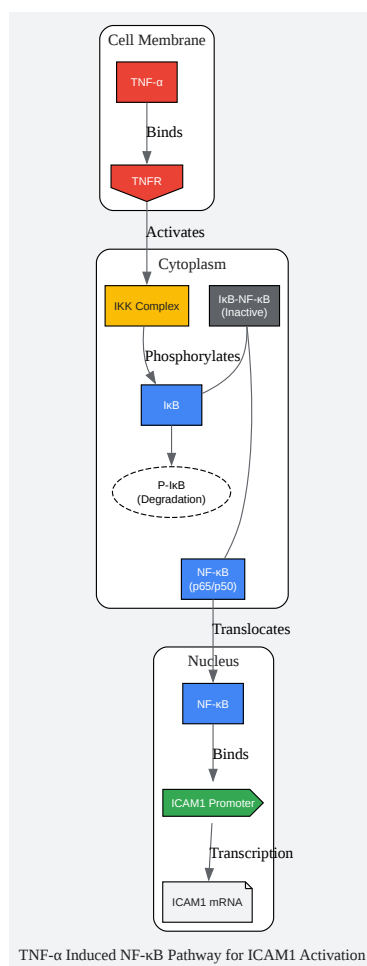 Cell Membrane
TNF-α
Binds
TNFR
Activates
Cytoplasm
IKK Complex
IκB-NF-κB
(Inactive)
Phosphorylates
IκB
P-IκB
(Degradation)
NF-κB
(p65/p50)
Translocates
Nucleus
NF-κB
Binds
ICAM1 Promoter
Transcription
ICAM1 mRNA
TNF-α Induced NF-κB Pathway for ICAM1 Activation